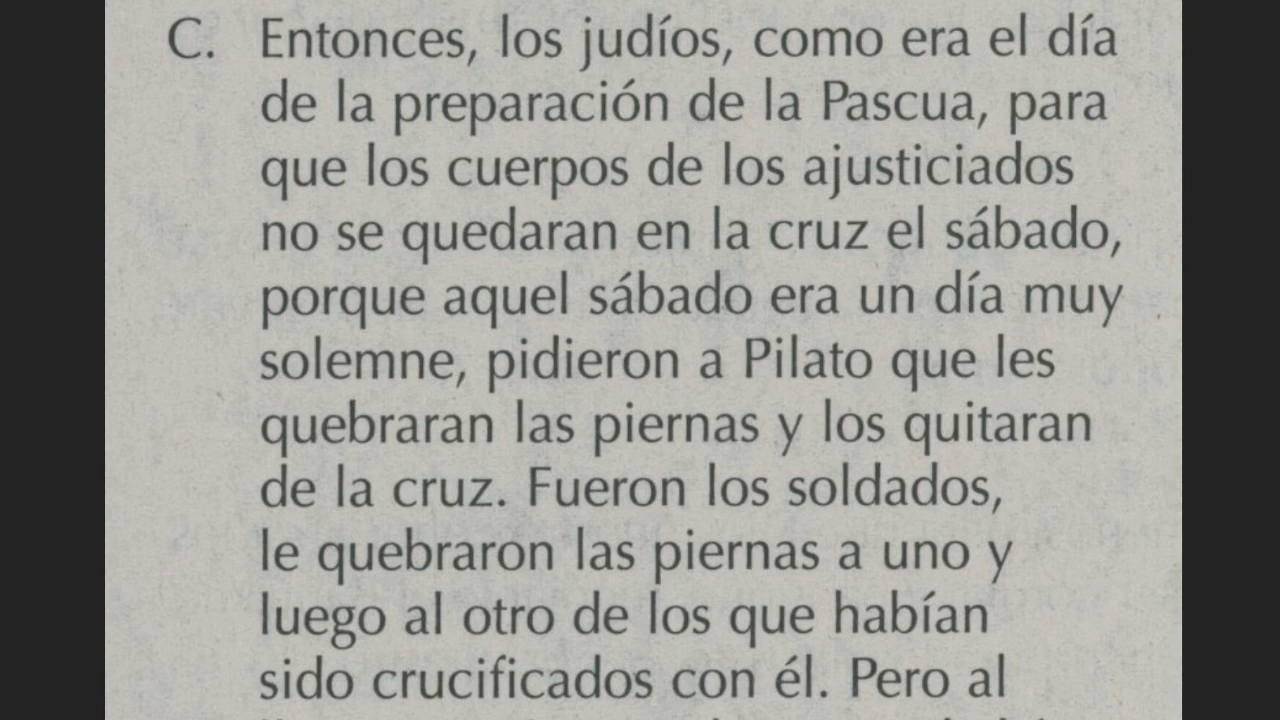 C. Entonces, los judíos, como era el día
de la preparación de la Pascua, para
que los cuerpos de los ajusticiados
no se quedaran en la cruz el sábado,
porque aquel sábado era un día muy
solemne, pidieron a Pilato que les
quebraran las piernas y los quitaran
de la cruz. Fueron los soldados,
le quebraron las piernas a uno y
luego al otro de los que habían
sido crucificados con él. Pero al